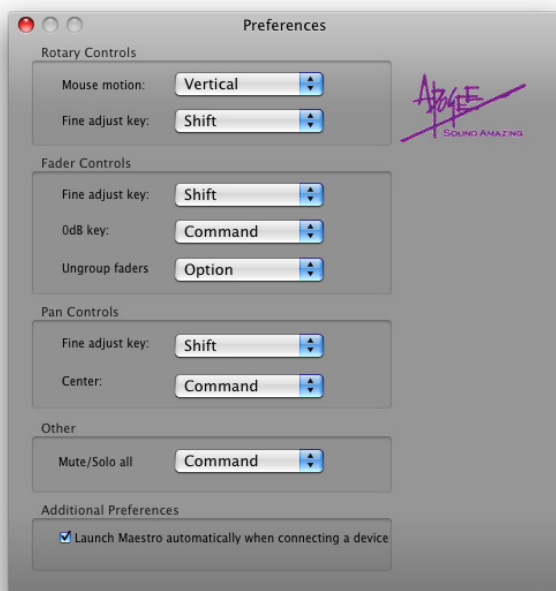 Preferences
Rotary Controls
Mouse motion: Vertical
Fine adjust key: Shift
APOGEE
SOUND AMAZING
Fader Controls
Fine adjust key: Shift
0dB key: Command
Ungroup faders Option
Pan Controls
Fine adjust key: Shift
Center: Command
Other
Mute/Solo all Command
Additional Preferences
Launch Maestro automatically when connecting a device